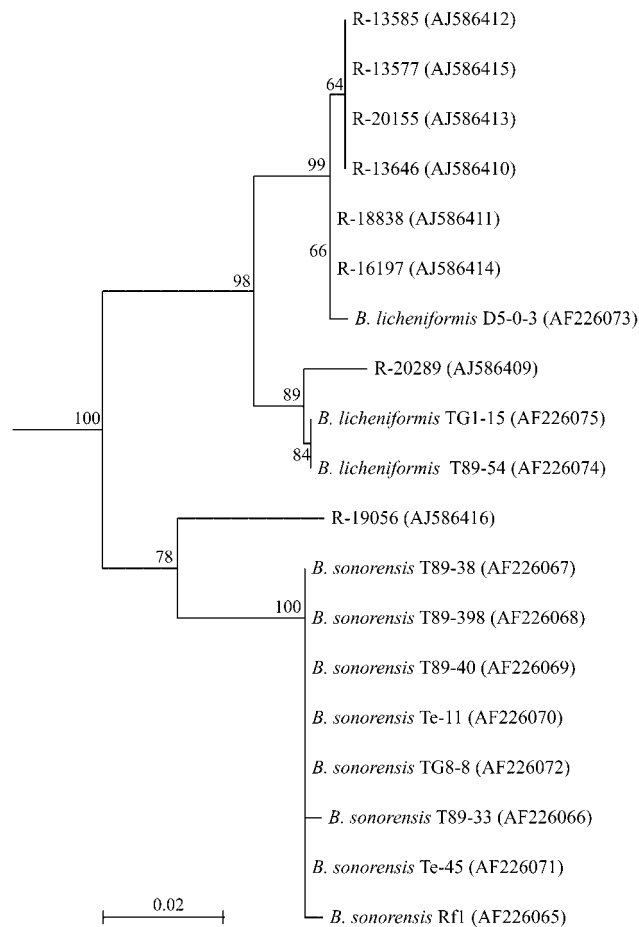 R-13585 (AJ586412)
R-13577 (AJ586415)
64
R-20155 (AJ586413)
99
R-13646 (AJ586410)
R-18838 (AJ586411)
66
R-16197 (AJ586414)
98
B. licheniformis D5-0-3 (AF226073)
R-20289 (AJ586409)
89
B. licheniformis TG1-15 (AF226075)
100
84
B. licheniformis T89-54 (AF226074)
R-19056 (AJ586416)
78
B. sonorensis T89-38 (AF226067)
100
B. sonorensis T89-398 (AF226068)
B. sonorensis T89-40 (AF226069)
B. sonorensis Te-11 (AF226070)
B. sonorensis TG8-8 (AF226072)
B. sonorensis T89-33 (AF226066)
B. sonorensis Te-45 (AF226071)
0.02
B. sonorensis Rf1 (AF226065)